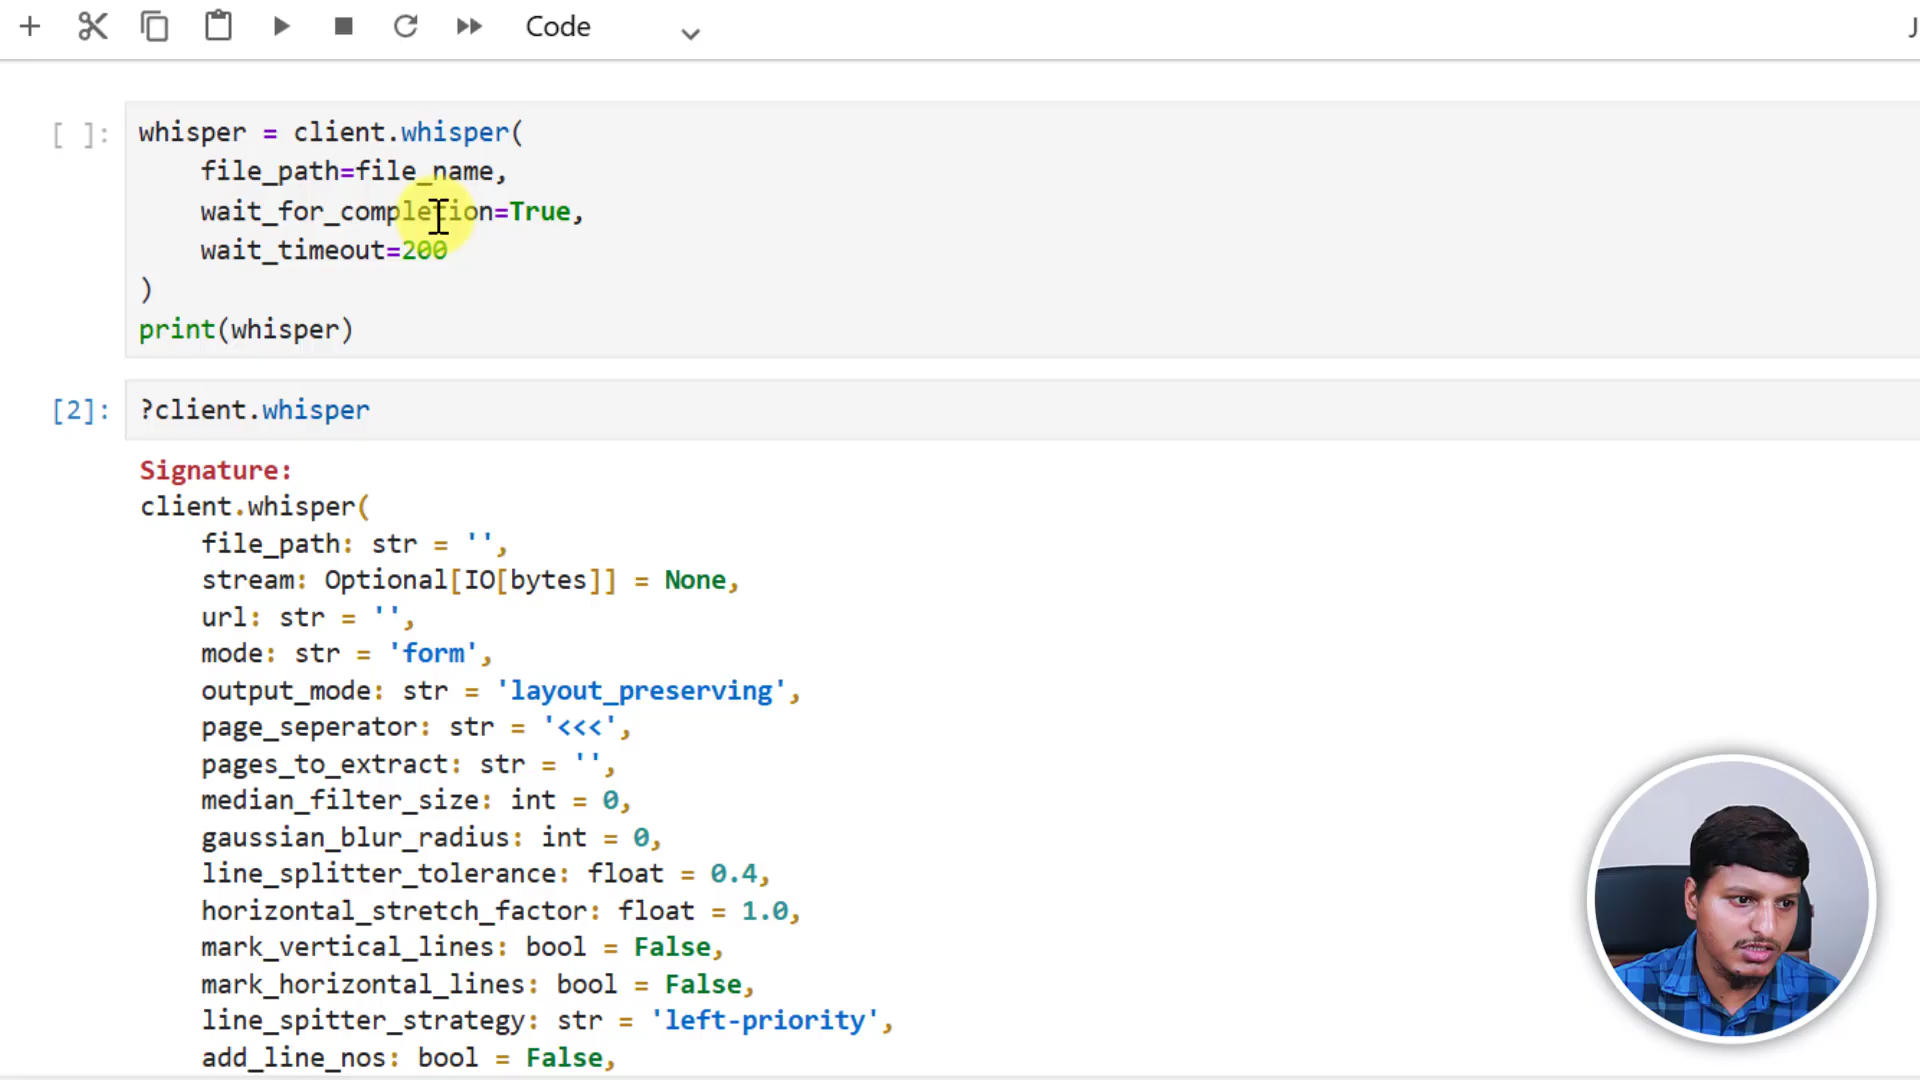 Code
J
[ ]:
whisper = client.whisper(
file_path=file_name,
wait_for_completion=True,
wait_timeout=200
)
print(whisper)
[2]:
?client.whisper
Signature:
client.whisper(
file_path: str = '',
stream: Optional[IO[bytes]] = None,
url: str = '',
mode: str = 'form',
output_mode: str = 'layout_preserving',
page_seperator: str = '<<<',
pages_to_extract: str = '',
median_filter_size: int = 0,
gaussian_blur_radius: int = 0,
line_splitter_tolerance: float = 0.4,
horizontal_stretch_factor: float = 1.0,
mark_vertical_lines: bool = False,
mark_horizontal_lines: bool = False,
line_spitter_strategy: str = 'left-priority',
add_line_nos: bool = False,